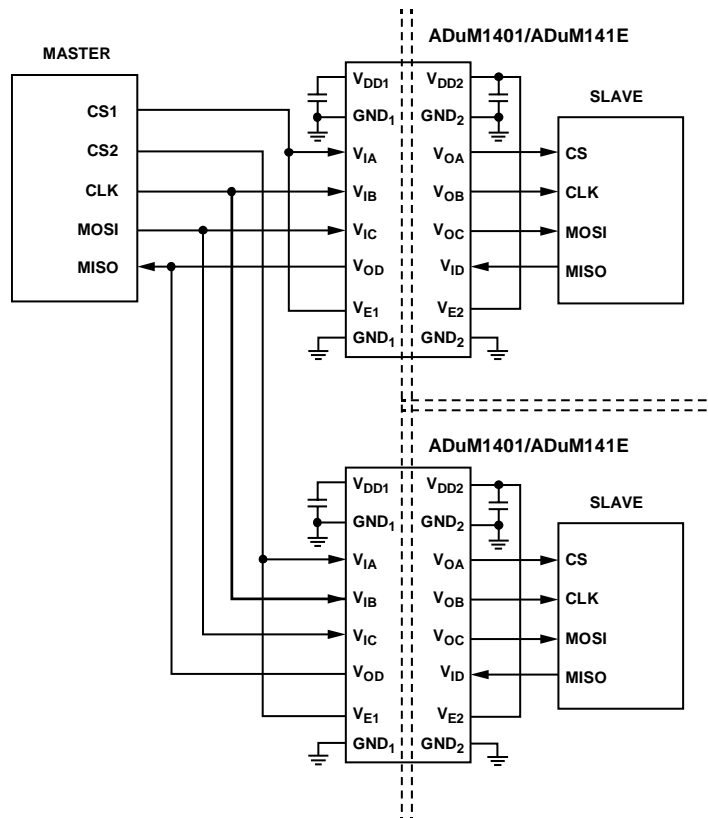 ADuM1401/ADuM141E
MASTER
CS1
CS2
CLK
MOSI
MISO
VDD1
GND1
VIA
VIB
VIC
VOD
VE1
GND1
VDD2
GND2
VOA
VOB
VOC
VID
VE2
GND2
SLAVE
CS
CLK
MOSI
MISO
ADuM1401/ADuM141E
VDD1
GND1
VIA
VIB
VIC
VOD
VE1
GND1
VDD2
GND2
VOA
VOB
VOC
VID
VE2
GND2
SLAVE
CS
CLK
MOSI
MISO